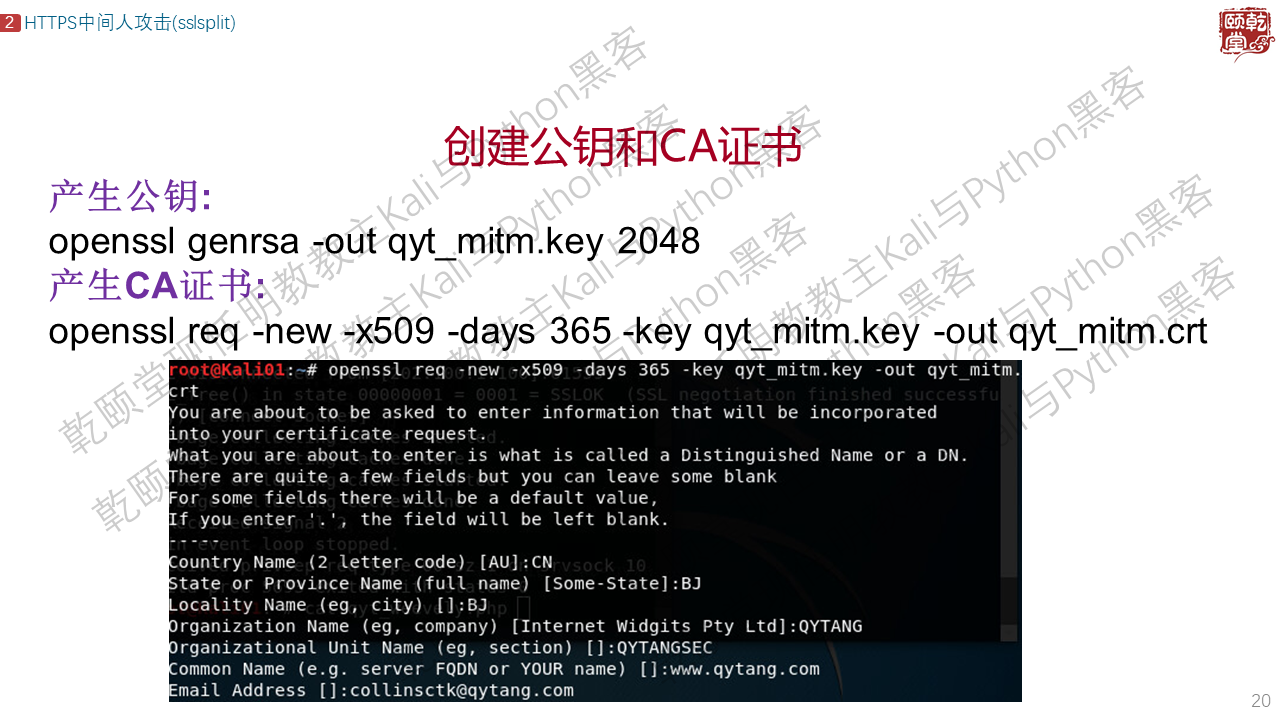 2 HTTPS中间人攻击(sslsplit)
乾颐堂
创建公钥和CA证书
产生公钥:
openssl genrsa -out qyt_mitm.key 2048
产生CA证书:
openssl req -new -x509 -days 365 -key qyt_mitm.key -out qyt_mitm.crt
root@Kali01:~# openssl req -new -x509 -days 365 -key qyt_mitm.key -out qyt_mitm.
crt
You are about to be asked to enter information that will be incorporated
into your certificate request.
What you are about to enter is what is called a Distinguished Name or a DN.
There are quite a few fields but you can leave some blank
For some fields there will be a default value,
If you enter '.', the field will be left blank.
-----
Country Name (2 letter code) [AU]:CN
State or Province Name (full name) [Some-State]:BJ
Locality Name (eg, city) []:BJ
Organization Name (eg, company) [Internet Widgits Pty Ltd]:QYTANG
Organizational Unit Name (eg, section) []:QYTANGSEC
Common Name (e.g. server FQDN or YOUR name) []:www.qytang.com
Email Address []:collinsctk@qytang.com
乾颐堂现任明教教主Kali与Python黑客
20